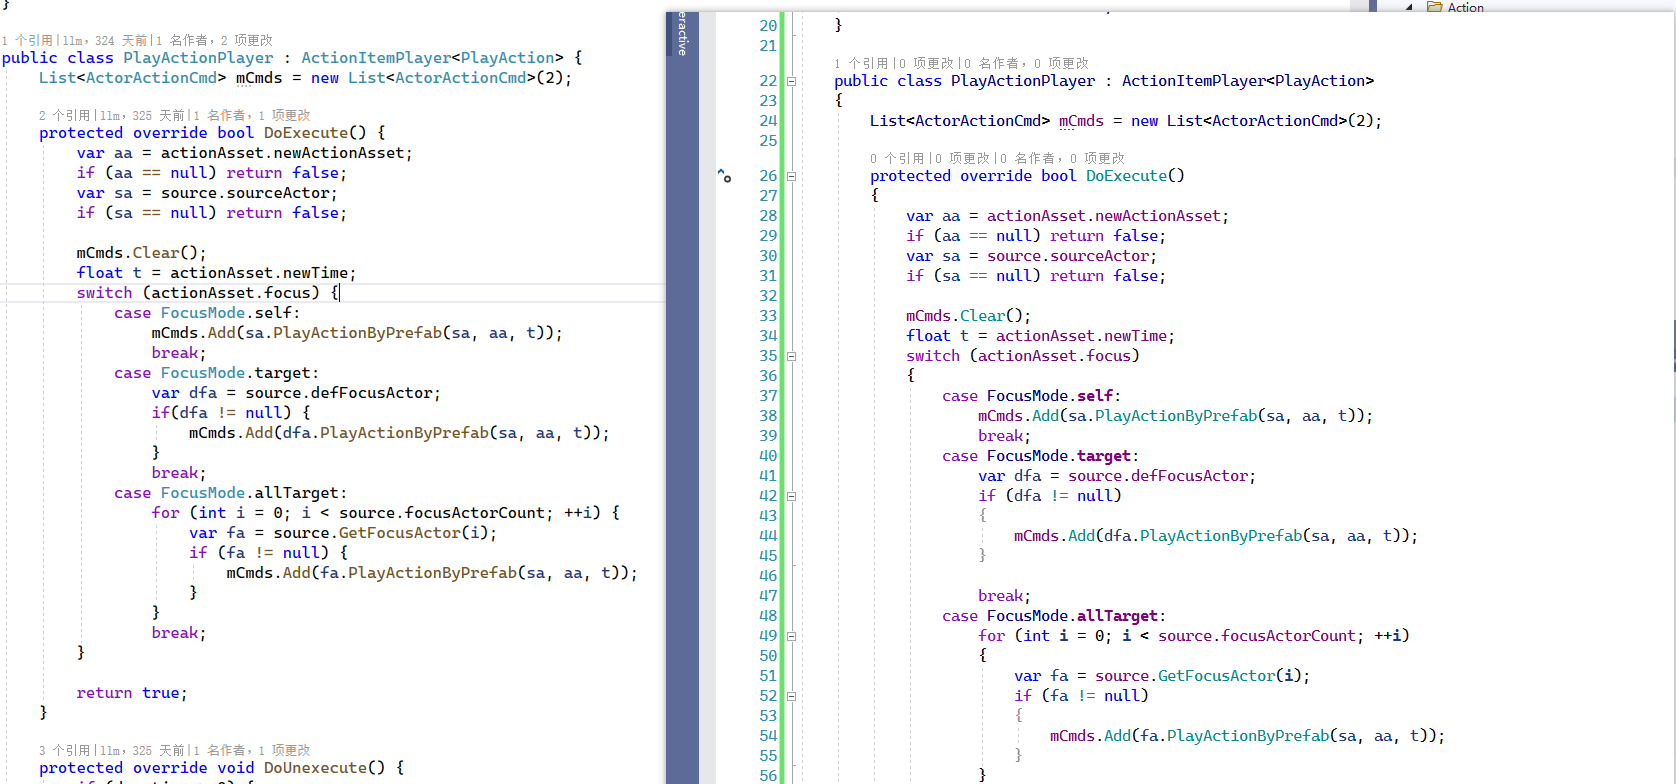 }
1 个引用|llm，324 天前|1 名作者，2 项更改
public class PlayActionPlayer : ActionItemPlayer<PlayAction> {
List<ActorActionCmd> mCmds = new List<ActorActionCmd>(2);
2 个引用|llm，325 天前|1 名作者，1 项更改
protected override bool DoExecute() {
var aa = actionAsset.newActionAsset;
if (aa == null) return false;
var sa = source.sourceActor;
if (sa == null) return false;
mCmds.Clear();
float t = actionAsset.newTime;
switch (actionAsset.focus) {
case FocusMode.self:
mCmds.Add(sa.PlayActionByPrefab(sa, aa, t));
break;
case FocusMode.target:
var dfa = source.defFocusActor;
if(dfa != null) {
mCmds.Add(dfa.PlayActionByPrefab(sa, aa, t));
}
break;
case FocusMode.allTarget:
for (int i = 0; i < source.focusActorCount; ++i) {
var fa = source.GetFocusActor(i);
if (fa != null) {
mCmds.Add(fa.PlayActionByPrefab(sa, aa, t));
}
}
break;
}
return true;
}
3 个引用|llm，325 天前|1 名作者，1 项更改
protected override void DoUnexecute() {
eractive
Action
20 }
21
1 个引用|0 项更改|0 名作者，0 项更改
22 public class PlayActionPlayer : ActionItemPlayer<PlayAction>
23 {
24 List<ActorActionCmd> mCmds = new List<ActorActionCmd>(2);
25
0 个引用|0 项更改|0 名作者，0 项更改
26 protected override bool DoExecute()
27 {
28 var aa = actionAsset.newActionAsset;
29 if (aa == null) return false;
30 var sa = source.sourceActor;
31 if (sa == null) return false;
32
33 mCmds.Clear();
34 float t = actionAsset.newTime;
35 switch (actionAsset.focus)
36 {
37 case FocusMode.self:
38 mCmds.Add(sa.PlayActionByPrefab(sa, aa, t));
39 break;
40 case FocusMode.target:
41 var dfa = source.defFocusActor;
42 if (dfa != null)
43 {
44 mCmds.Add(dfa.PlayActionByPrefab(sa, aa, t));
45 }
46
47 break;
48 case FocusMode.allTarget:
49 for (int i = 0; i < source.focusActorCount; ++i)
50 {
51 var fa = source.GetFocusActor(i);
52 if (fa != null)
53 {
54 mCmds.Add(fa.PlayActionByPrefab(sa, aa, t));
55 }
56 }